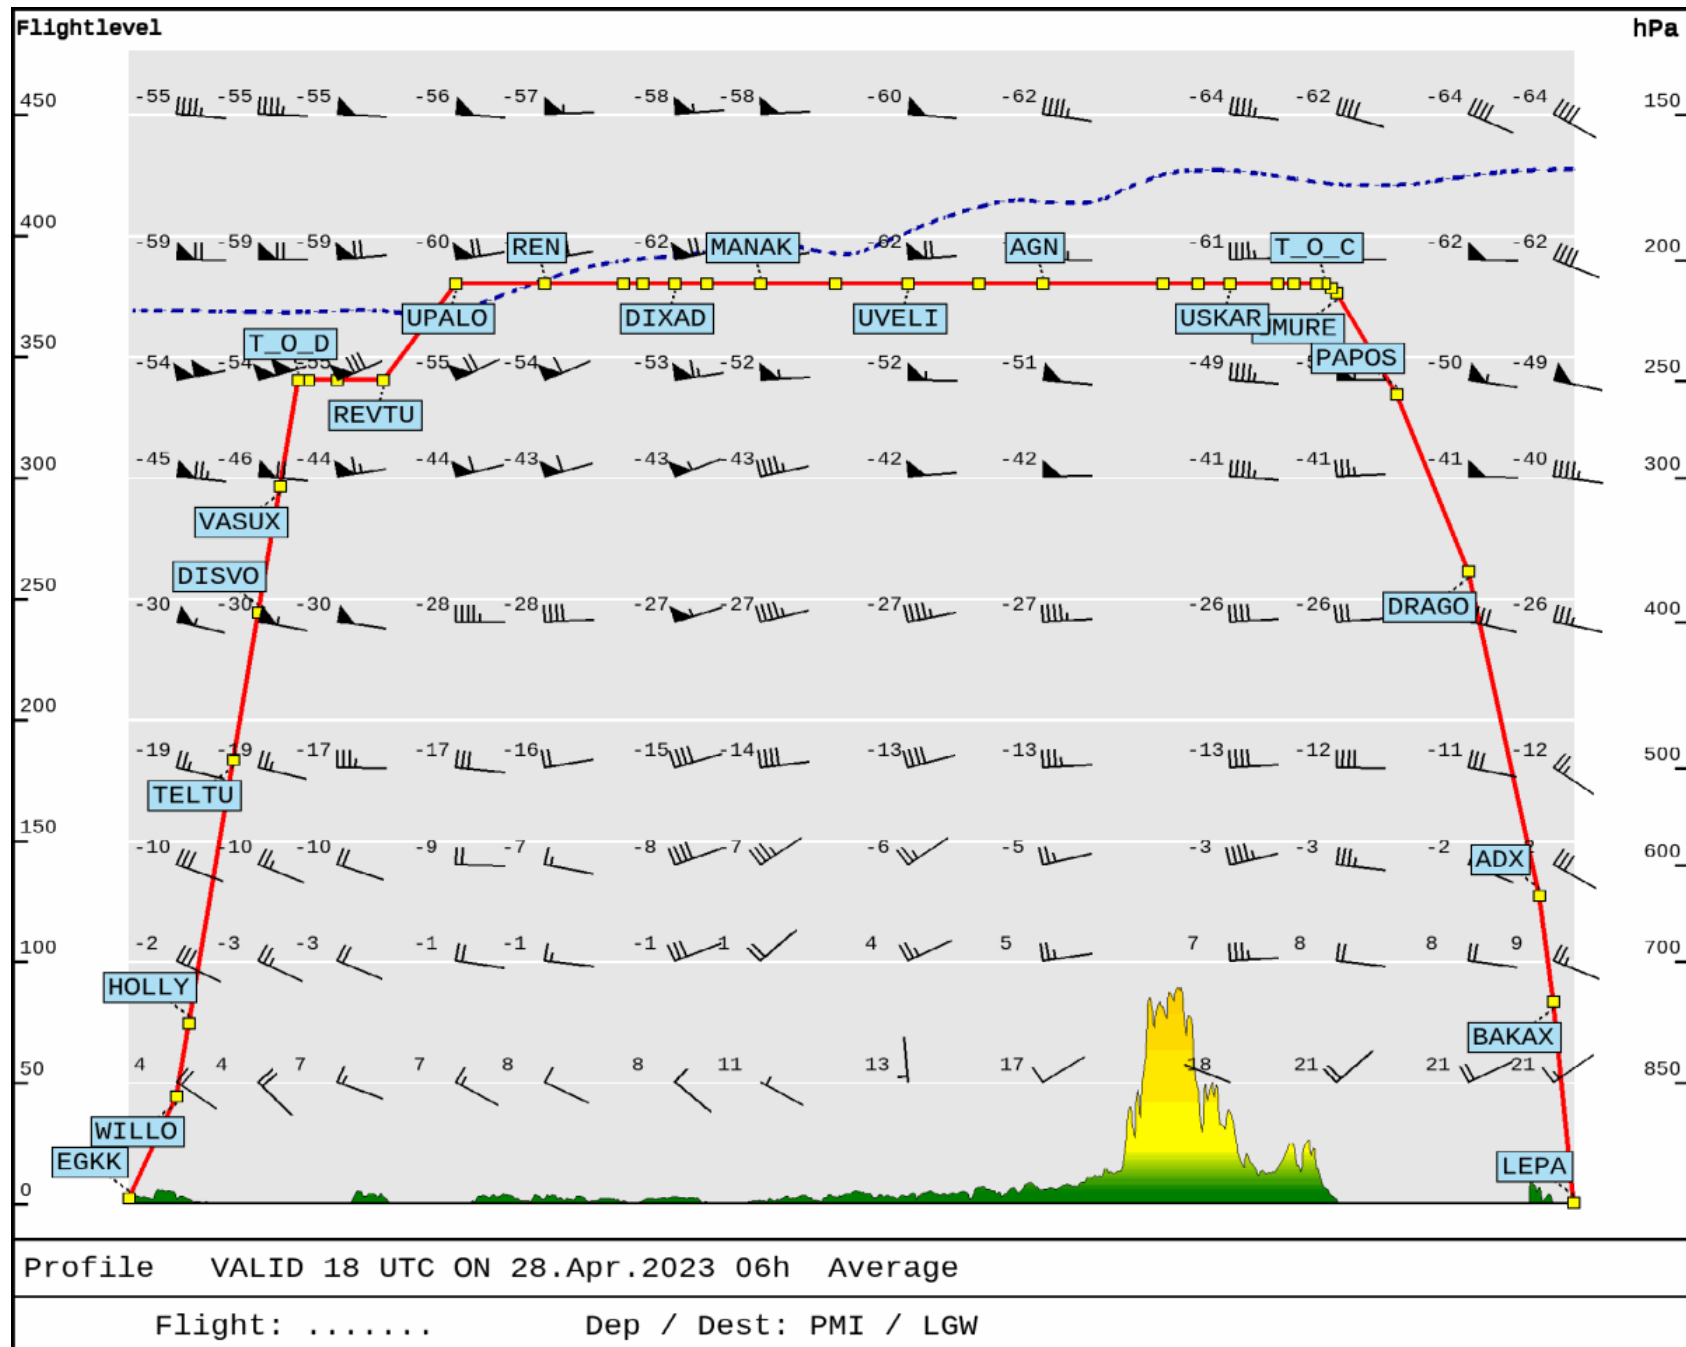 Flightlevel hPa
450 -55 -55 -55 -56 -57 -58 -58 -60 -62 -64 -62 -64 -64 150
400 -59 -59 -59 -60 REN -62 MANAK -62 AGN -61 T_O_C -62 -62 200
UPALO DIXAD UVELI USKAR UMURE
T_O_D PAPOS
350 -54 -54 -55 -55 -54 -53 -52 -52 -51 -49 -50 -49 250
REVTU
300 -45 -46 -44 -44 -43 -43 -43 -42 -42 -41 -41 -41 -40 300
VASUX
DISVO
250 -30 -30 -30 -28 -28 -27 -27 -27 -27 -26 -26 DRAGO -26 400
200
-19 -19 -17 -17 -16 -15 -14 -13 -13 -13 -12 -11 -12 500
TELTU
150 -10 -10 -10 -9 -7 -8 -7 -6 -5 -3 -3 -2 ADX 600
100 -2 -3 -3 -1 -1 -1 1 4 5 7 8 8 9 700
HOLLY
BAKAX
50 4 4 7 7 8 8 11 13 17 18 21 21 21 850
WILLO
EGKK LEPA
0
Profile VALID 18 UTC ON 28.Apr.2023 06h Average
Flight: ....... Dep / Dest: PMI / LGW